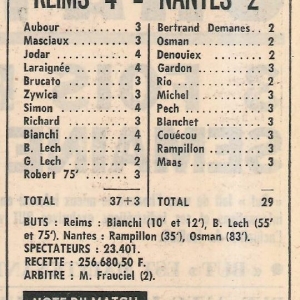 REIMS 4 - NANTES 2
Aubour 3
Masciaux 3
Jodar 4
Laraignée 4
Brucato 3
Zywica 3
Simon 4
Richard 3
Bianchi 4
B. Lech 4
G. Lech 2
Robert 75' 3
TOTAL 37+3
Bertrand Demanes 2
Osman 2
Denoueix 2
Gardon 3
Rio 2
Michel 3
Pech 3
Blanchet 3
Couécou 3
Rampillon 3
Maas 3
TOTAL 29
BUTS : Reims : Bianchi (10' et 12'), B. Lech (55'
et 75'). Nantes : Rampillon (35'), Osman (83').
SPECTATEURS : 23.401.
RECETTE : 256.680,50 F.
ARBITRE : M. Frauciel (2).
NOTE DU MATCH